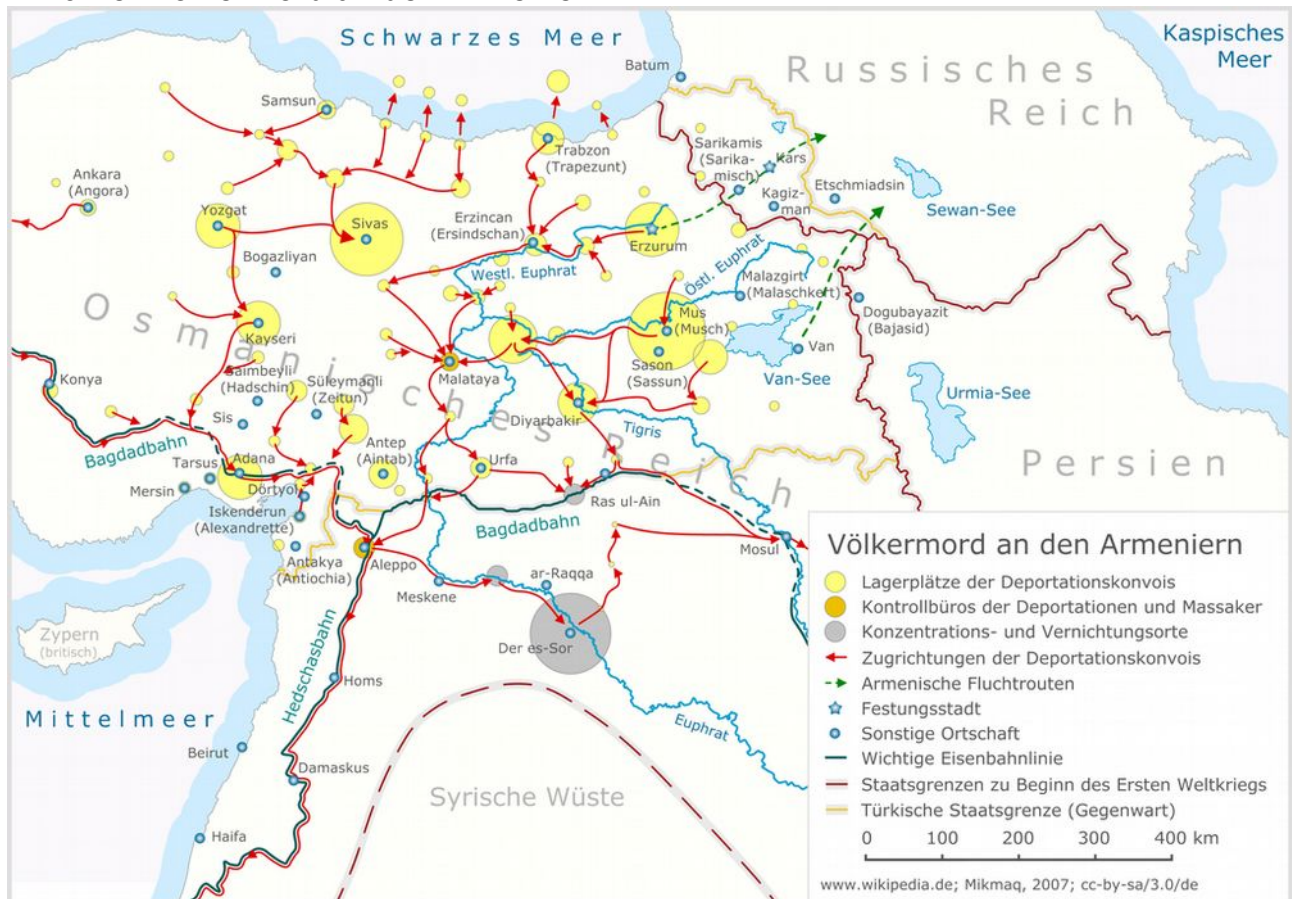 Schwarzes Meer
Kaspisches
Meer
Russisches
Reich
Batum
Samsun
Sarikamis
(Sarika-
misch)
Kars
Trabzon
(Trapezunt)
Ankara
(Angora)
Kagiz-
man
Etschmiadsin
Sewan-See
Yozgat
Sivas
Erzincan
(Ersindschan)
Erzurum
Bogazliyan
Westl. Euphrat
Östl. Euphrat
Malazgirt
(Malaschkert)
Osmanisches Reich
Mus
(Musch)
Dogubayazit
(Bajasid)
Kayseri
Van
Sason
(Sassun)
Van-See
Saimbeyli
(Hadschin)
Süleymanli
(Zeitun)
Malataya
Konya
Urmia-See
Sis
Diyarbakir
Tigris
Bagdadbahn
Antep
(Aintab)
Persien
Tarsus
Adana
Urfa
Mersin
Dörtyol
Ras ul-Ain
Iskenderun
(Alexandrette)
Bagdadbahn
Mosul
Antakya
(Antiochia)
Aleppo
Meskene
ar-Raqqa
Zypern
(britisch)
Der es-Sor
Hedschasbahn
Homs
Mittelmeer
Euphrat
Beirut
Damaskus
Syrische Wüste
Haifa
Völkermord an den Armeniern
Lagerplätze der Deportationskonvois
Kontrollbüros der Deportationen und Massaker
Konzentrations- und Vernichtungsorte
Zugrichtungen der Deportationskonvois
Armenische Fluchtrouten
Festungsstadt
Sonstige Ortschaft
Wichtige Eisenbahnlinie
Staatsgrenzen zu Beginn des Ersten Weltkriegs
Türkische Staatsgrenze (Gegenwart)
0 100 200 300 400 km
www.wikipedia.de; Mikmaq, 2007; cc-by-sa/3.0/de